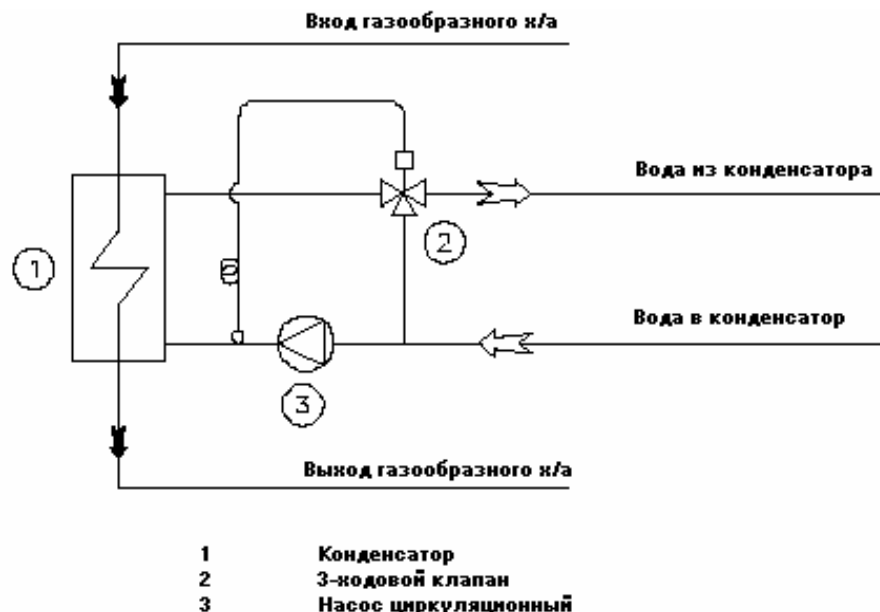 Вход газообразного х/а
Вода из конденсатора
1
2
Вода в конденсатор
3
Выход газообразного х/а
1 Конденсатор
2 3-ходовой клапан
3 Насос циркуляционный